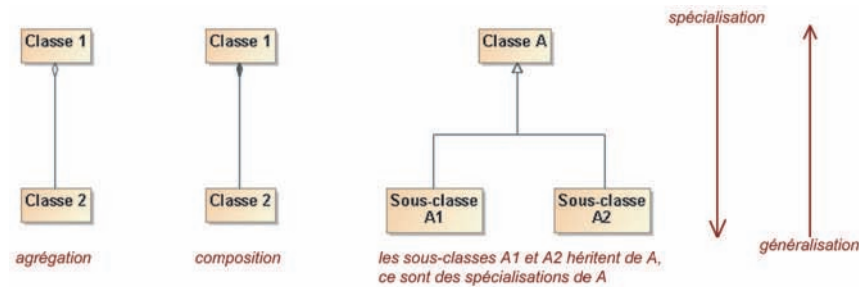 Classe 1
Classe 2
agrégation
Classe 1
Classe 2
composition
Classe A
Sous-classe
A1
Sous-classe
A2
les sous-classes A1 et A2 héritent de A,
ce sont des spécialisations de A
spécialisation
généralisation